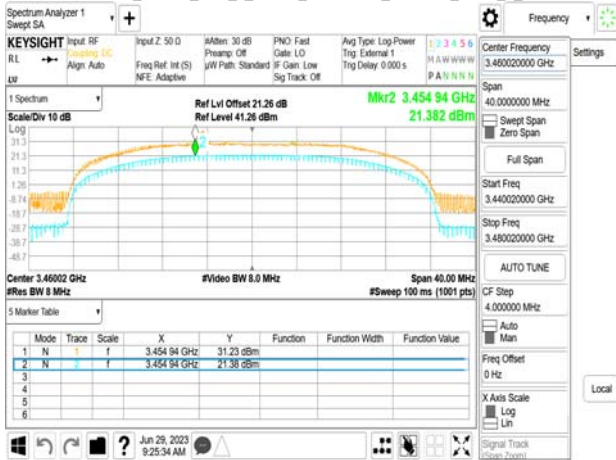 Spectrum Analyzer 1
Swept SA
+
Frequency
KEYSIGHT
RL
Input: RF
Coupling: DC
Align: Auto
Input Z: 50 Ω
Freq Ref: Int (S)
NFE: Adaptive
#Atten: 30 dB
Preamp: Off
µW Path: Standard
PNO: Fast
Gate: LO
IF Gain: Low
Sig Track: Off
Avg Type: Log-Power
Trig: External 1
Trig Delay: 0.000 s
1 2 3 4 5 6
M A W W W W
P A N N N N
1 Spectrum
Scale/Div 10 dB
Log
Ref Lvl Offset 21.26 dB
Ref Level 41.26 dBm
Mkr2 3.454 94 GHz
21.382 dBm
31.3
21.3
11.3
1.26
-8.74
-18.7
-28.7
-38.7
-48.7
2
Center 3.46002 GHz
#Res BW 8 MHz
#Video BW 8.0 MHz
Span 40.00 MHz
#Sweep 100 ms (1001 pts)
5 Marker Table
Mode Trace Scale X Y Function Function Width Function Value
1 N 1 f 3.454 94 GHz 31.23 dBm
2 N 2 f 3.454 94 GHz 21.38 dBm
3
4
5
6
Jun 29, 2023
9:25:34 AM
?
Center Frequency
3.460020000 GHz
Settings
Span
40.0000000 MHz
Swept Span
Zero Span
Full Span
Start Freq
3.440020000 GHz
Stop Freq
3.480020000 GHz
AUTO TUNE
CF Step
4.000000 MHz
Auto
Man
Freq Offset
0 Hz
X Axis Scale
Log
Lin
Local
Signal Track
(Span Zoom)